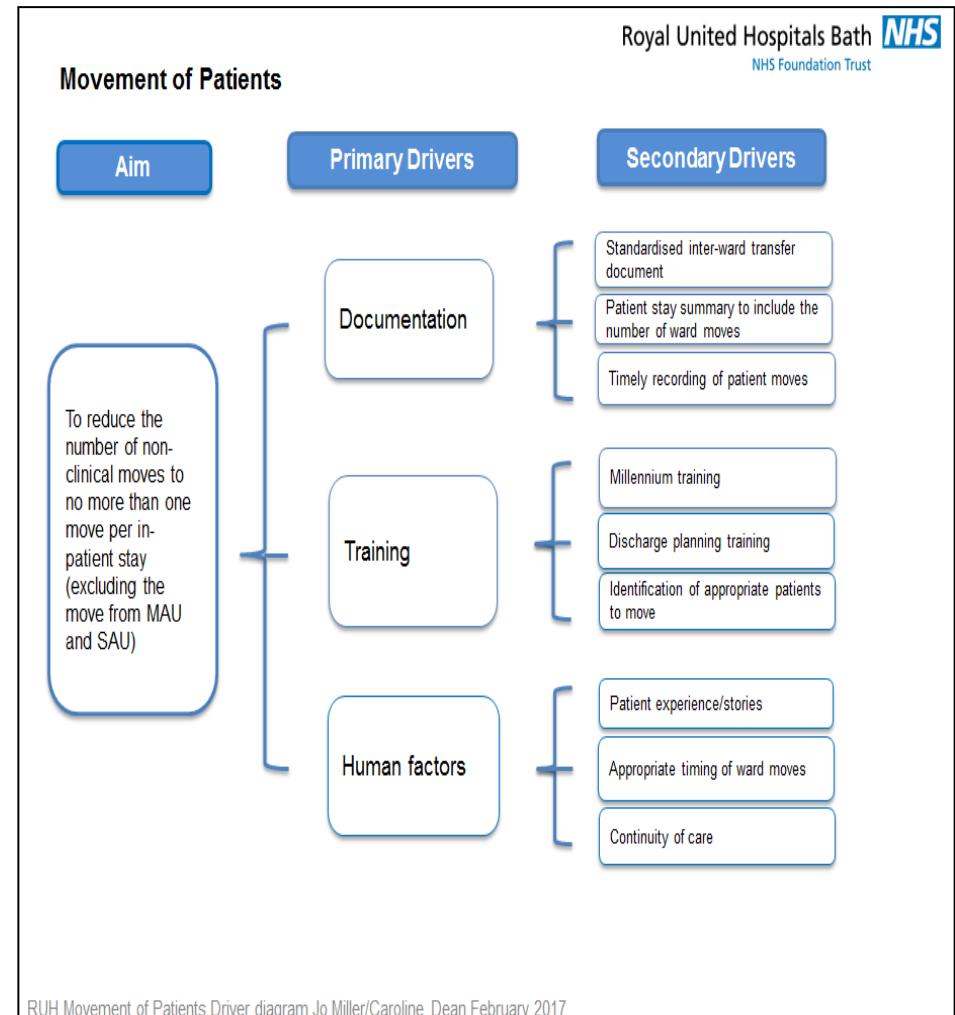 Royal United Hospitals Bath NHS
NHS Foundation Trust
Movement of Patients
Aim
Primary Drivers
Secondary Drivers
To reduce the
number of non-
clinical moves to
no more than one
move per in-
patient stay
(excluding the
move from MAU
and SAU)
Documentation
Standardised inter-ward transfer
document
Patient stay summary to include the
number of ward moves
Timely recording of patient moves
Training
Millennium training
Discharge planning training
Identification of appropriate patients
to move
Human factors
Patient experience/stories
Appropriate timing of ward moves
Continuity of care
RUH Movement of Patients Driver diagram Jo Miller/Caroline Dean February 2017